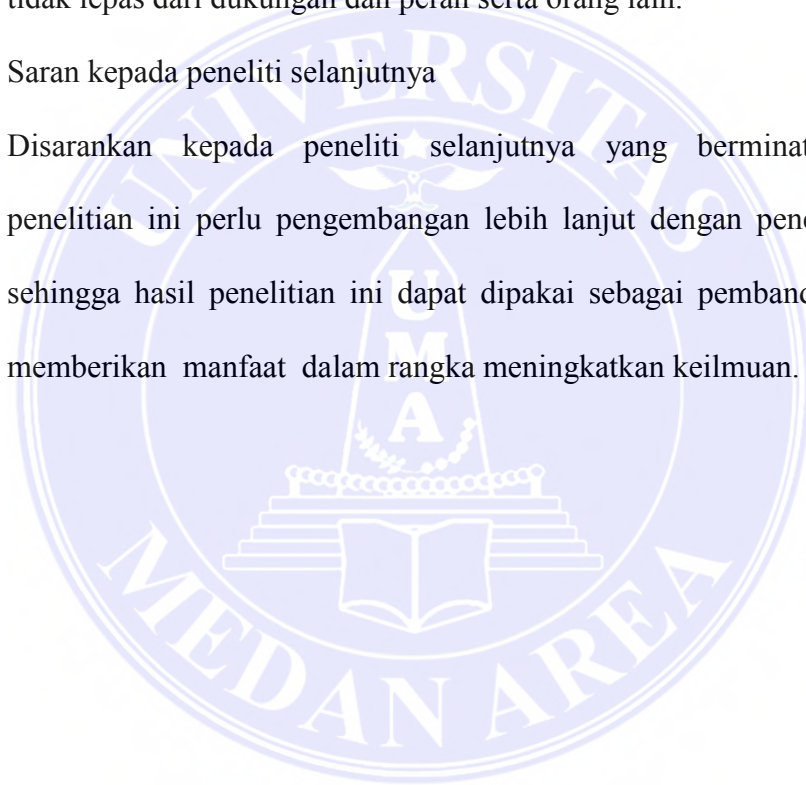 tidak lepas dari dukungan dan peran serta orang lain.
Saran kepada peneliti selanjutnya
Disarankan kepada peneliti selanjutnya yang berminat
penelitian ini perlu pengembangan lebih lanjut dengan
sehingga hasil penelitian ini dapat dipakai sebagai
memberikan manfaat dalam rangka meningkatkan keilmuan.
UNIVERSITAS
UMA
MEDAN AREA